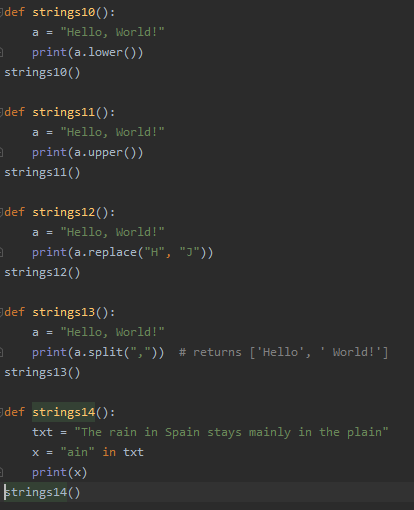 def strings10():
    a = "Hello, World!"
    print(a.lower())
strings10()

def strings11():
    a = "Hello, World!"
    print(a.upper())
strings11()

def strings12():
    a = "Hello, World!"
    print(a.replace("H", "J"))
strings12()

def strings13():
    a = "Hello, World!"
    print(a.split(","))  # returns ['Hello', ' World!']
strings13()

def strings14():
    txt = "The rain in Spain stays mainly in the plain"
    x = "ain" in txt
    print(x)
strings14()